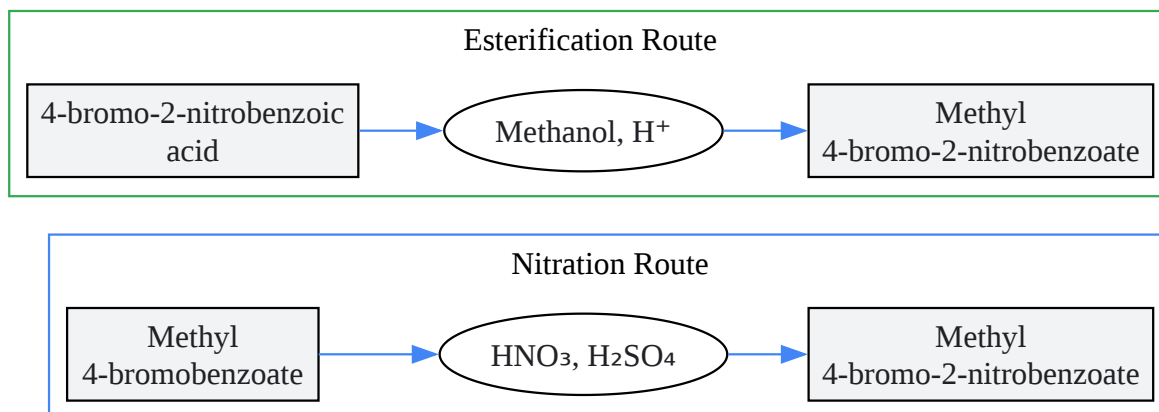 Esterification Route
4-bromo-2-nitrobenzoic
acid
Methanol, H⁺
Methyl
4-bromo-2-nitrobenzoate
Nitration Route
Methyl
4-bromobenzoate
HNO₃, H₂SO₄
Methyl
4-bromo-2-nitrobenzoate